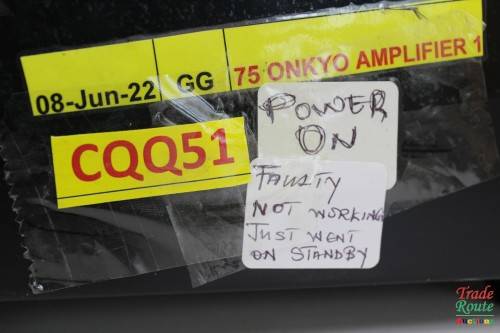 08-Jun-22 GG 75 ONKYO AMPLIFIER 1
CQQ51
POWER
ON
FAULTY
NOT WORKING
JUST WENT
ON STANDBY
Trade
Route